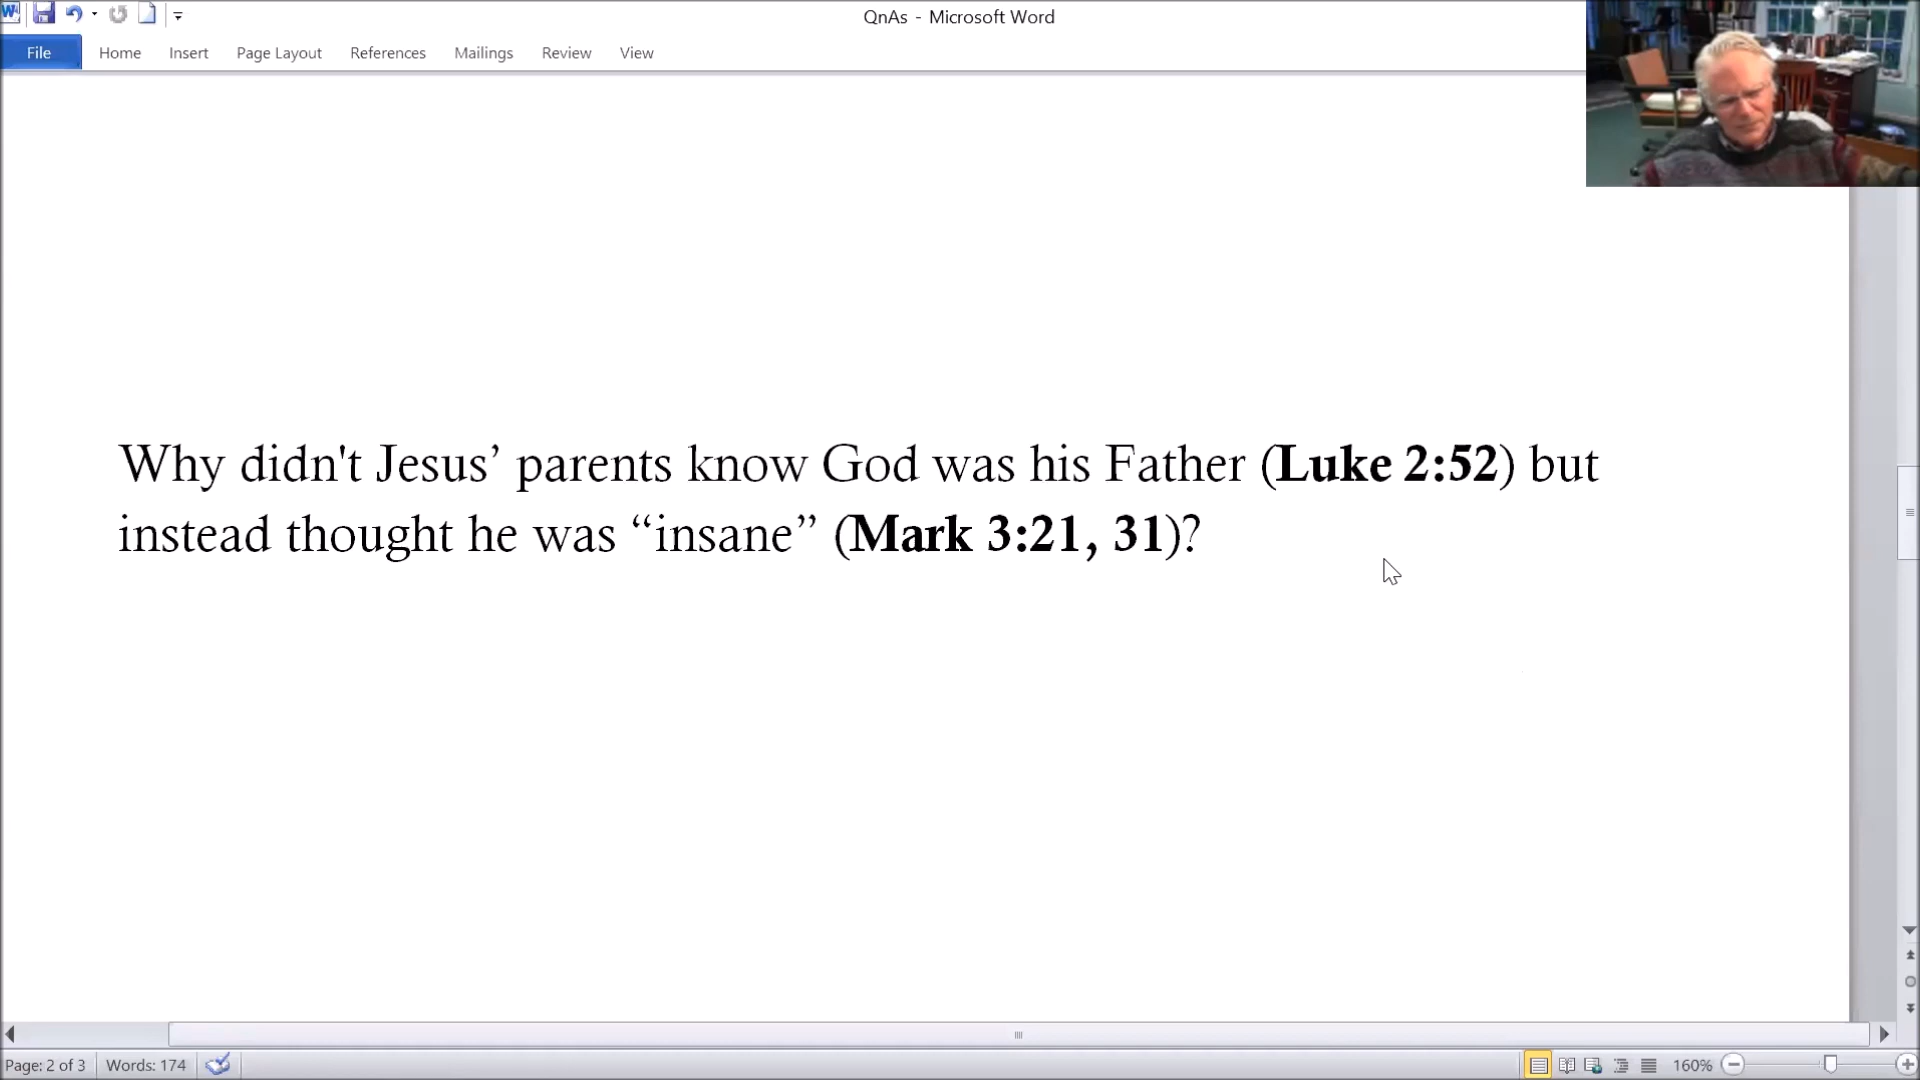 QnAs - Microsoft Word
File Home Insert Page Layout References Mailings Review View
Why didn't Jesus’ parents know God was his Father (Luke 2:52) but
instead thought he was “insane” (Mark 3:21, 31)?
Page: 2 of 3 Words: 174 160%